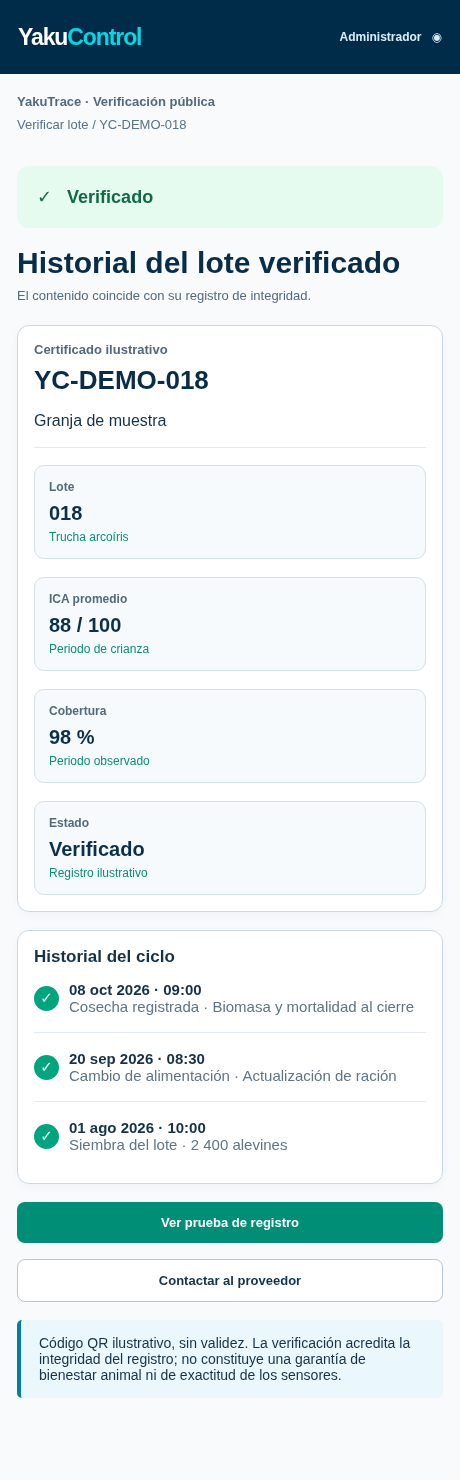 YakuControl
Administrador
YakuTrace · Verificación pública
Verificar lote / YC-DEMO-018
✓ Verificado
Historial del lote verificado
El contenido coincide con su registro de integridad.
Certificado ilustrativo
YC-DEMO-018
Granja de muestra
Lote
018
Trucha arcoíris
ICA promedio
88 / 100
Periodo de crianza
Cobertura
98 %
Periodo observado
Estado
Verificado
Registro ilustrativo
Historial del ciclo
08 oct 2026 · 09:00
Cosecha registrada · Biomasa y mortalidad al cierre
20 sep 2026 · 08:30
Cambio de alimentación · Actualización de ración
01 ago 2026 · 10:00
Siembra del lote · 2 400 alevines
Ver prueba de registro
Contactar al proveedor
Código QR ilustrativo, sin validez. La verificación acredita la
integridad del registro; no constituye una garantía de
bienestar animal ni de exactitud de los sensores.